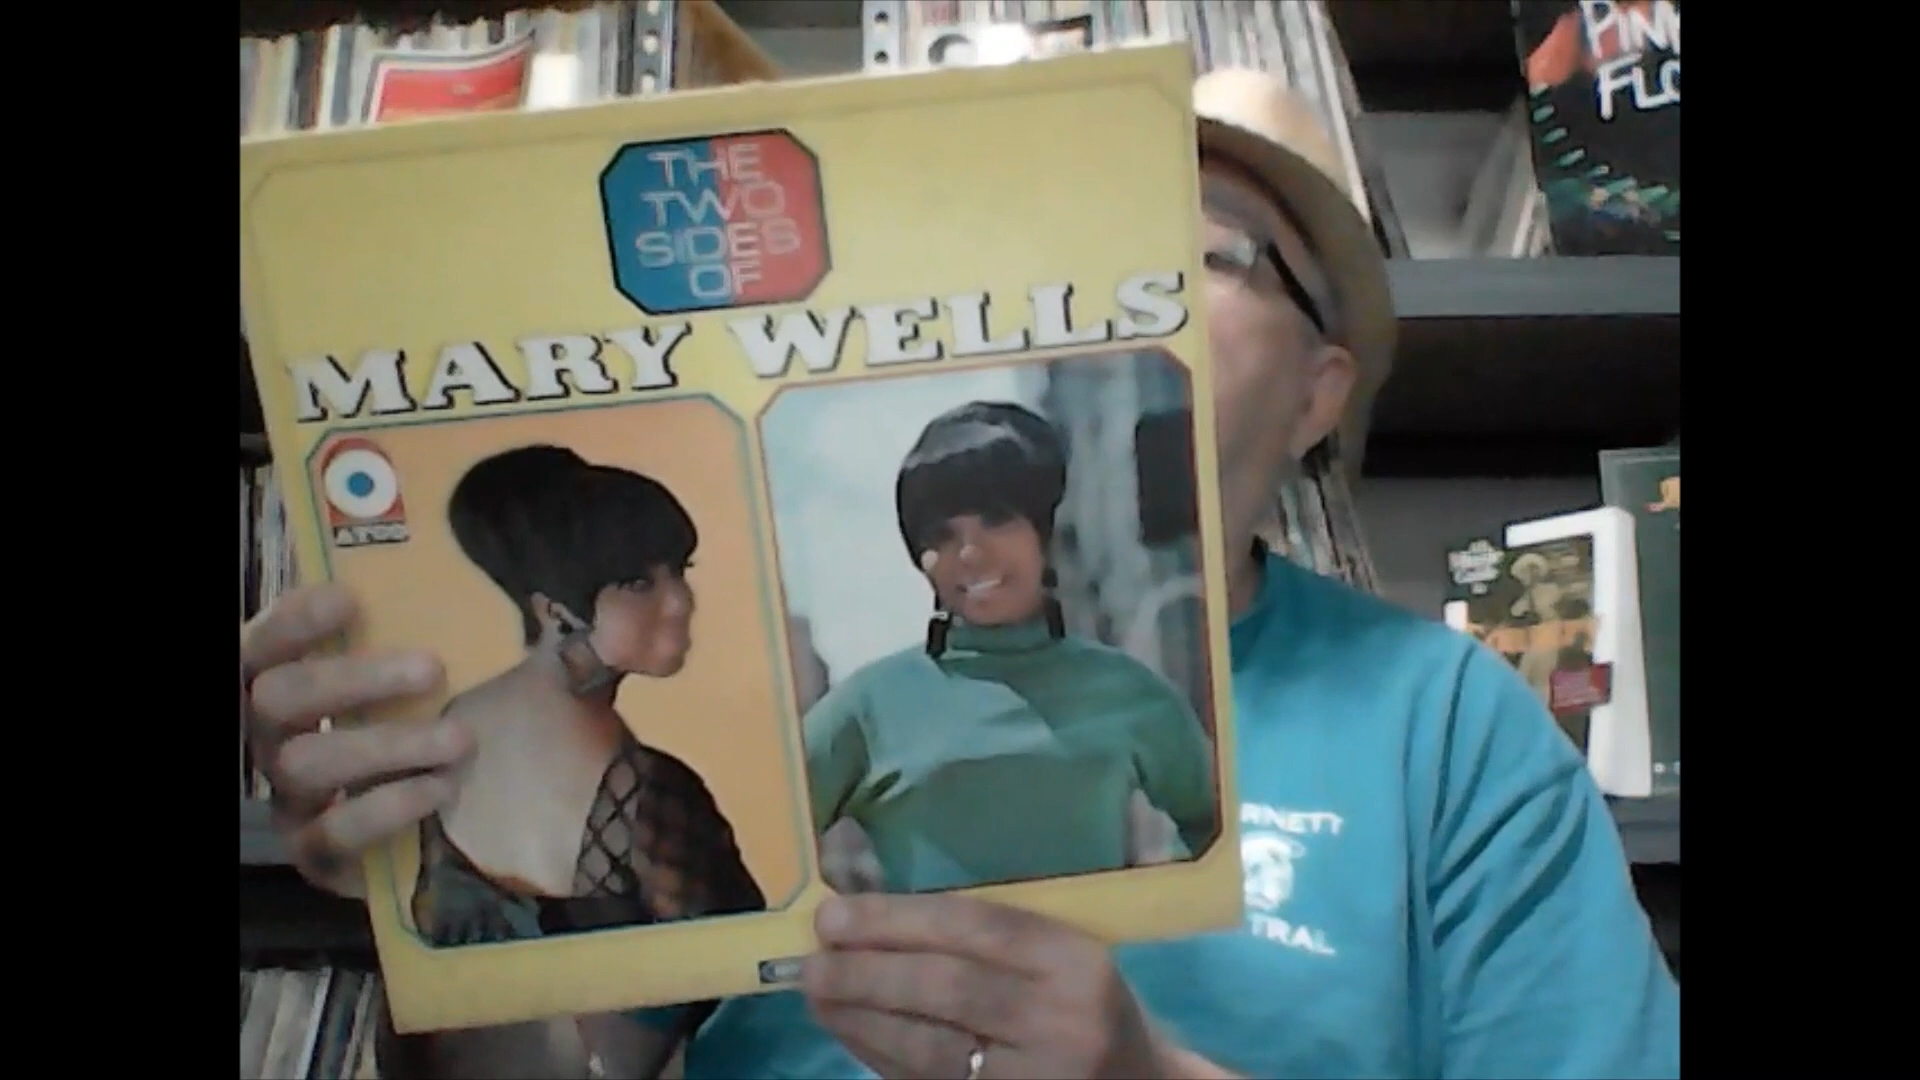 THE
TWO
SIDES
OF
MARY WELLS
ATCO
PINK
FLO
RNETT
TRAL